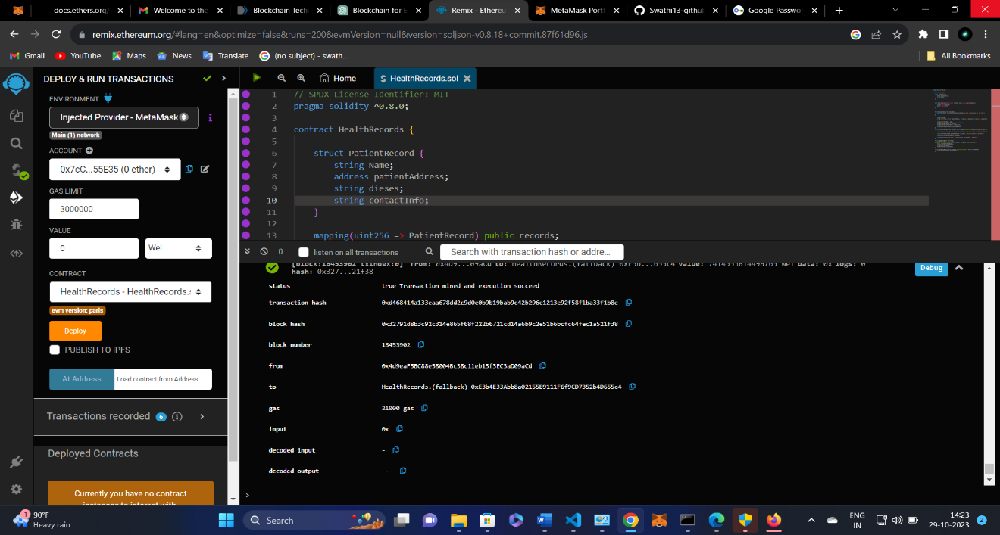 docs.ethers.org/
Welcome to the
Blockchain Tech
Blockchain for E
Remix - Ethereu
MetaMask Portf
Swathi13-github
Google Passwor
remix.ethereum.org/#lang=en&optimize=false&runs=200&evmVersion=null&version=soljson-v0.8.18+commit.87f61d96.js
Gmail
YouTube
Maps
News
Translate
(no subject) - swath...
All Bookmarks
DEPLOY & RUN TRANSACTIONS
ENVIRONMENT
Injected Provider - MetaMask
Main (1) network
ACCOUNT
0x7cC...55E35 (0 ether)
GAS LIMIT
3000000
VALUE
0
Wei
CONTRACT
HealthRecords - HealthRecords.s
evm version: paris
Deploy
PUBLISH TO IPFS
At Address
Load contract from Address
Transactions recorded 6 i
Deployed Contracts
Currently you have no contract
instances to interact with
Home
HealthRecords.sol
1 // SPDX-License-Identifier: MIT
2 pragma solidity ^0.8.0;
3
4 contract HealthRecords {
5
6 struct PatientRecord {
7 string Name;
8 address patientAddress;
9 string dieses;
10 string contactInfo;
11 }
12
13 mapping(uint256 => PatientRecord) public records;
0
listen on all transactions
Search with transaction hash or addre...
[block:18453902 txIndex:0] from: 0x4d9...09aCd to: HealthRecords.(fallback) 0xE3b...655c4 value: 7414553814498765 wei data: 0x logs: 0
hash: 0x327...21f38
Debug
status true Transaction mined and execution succeed
transaction hash 0xd468414a133eaa678dd2c9d0e0b9b19bab9c42b296e1213e92f58f1ba33f1b8e
block hash 0x32791d8b3c92c314e865f68f222b6721cd14a6b9c2e51b6bcfc64fec1a521f38
block number 18453902
from 0x4d9eaF5BC88e58004Bc38c11eb13f3EC3aD09aCd
to HealthRecords.(fallback) 0xE3b4E33Abb8a02155B9111F6f9CD7352b4D655c4
gas 21000 gas
input 0x
decoded input -
decoded output -
>
1
90°F
Heavy rain
Search
ENG
IN
14:23
29-10-2023
2